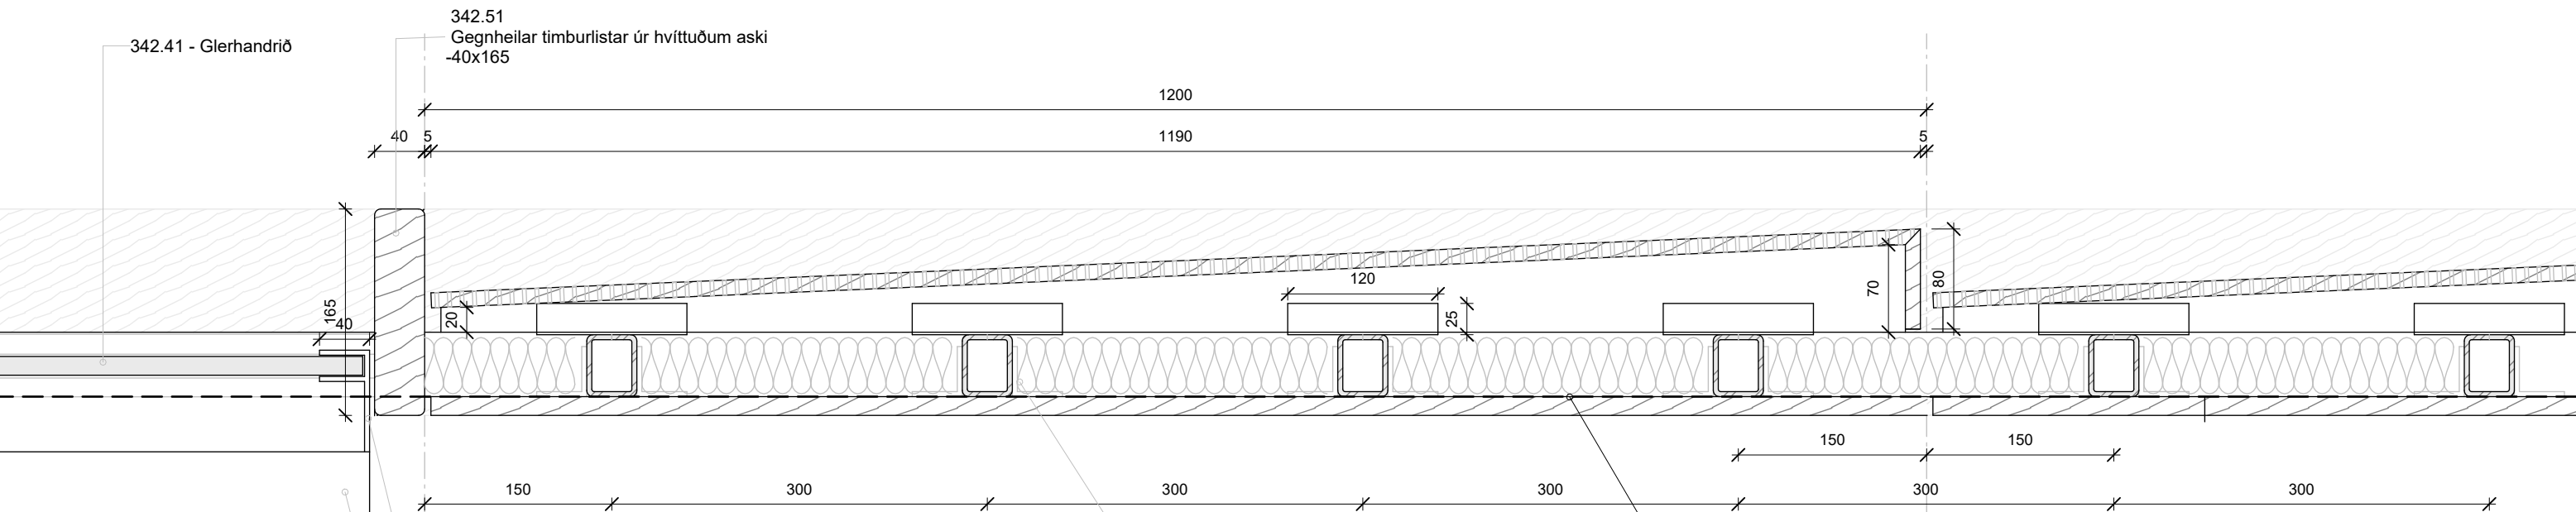 342.51
342.41 - Glerhandrið
Gegnheilar timburlistar úr hvíttuðum aski
-40x165
1200
40 5 1190 5
165
40
20
120
25
70
80
150 150
150 300 300 300 300 300